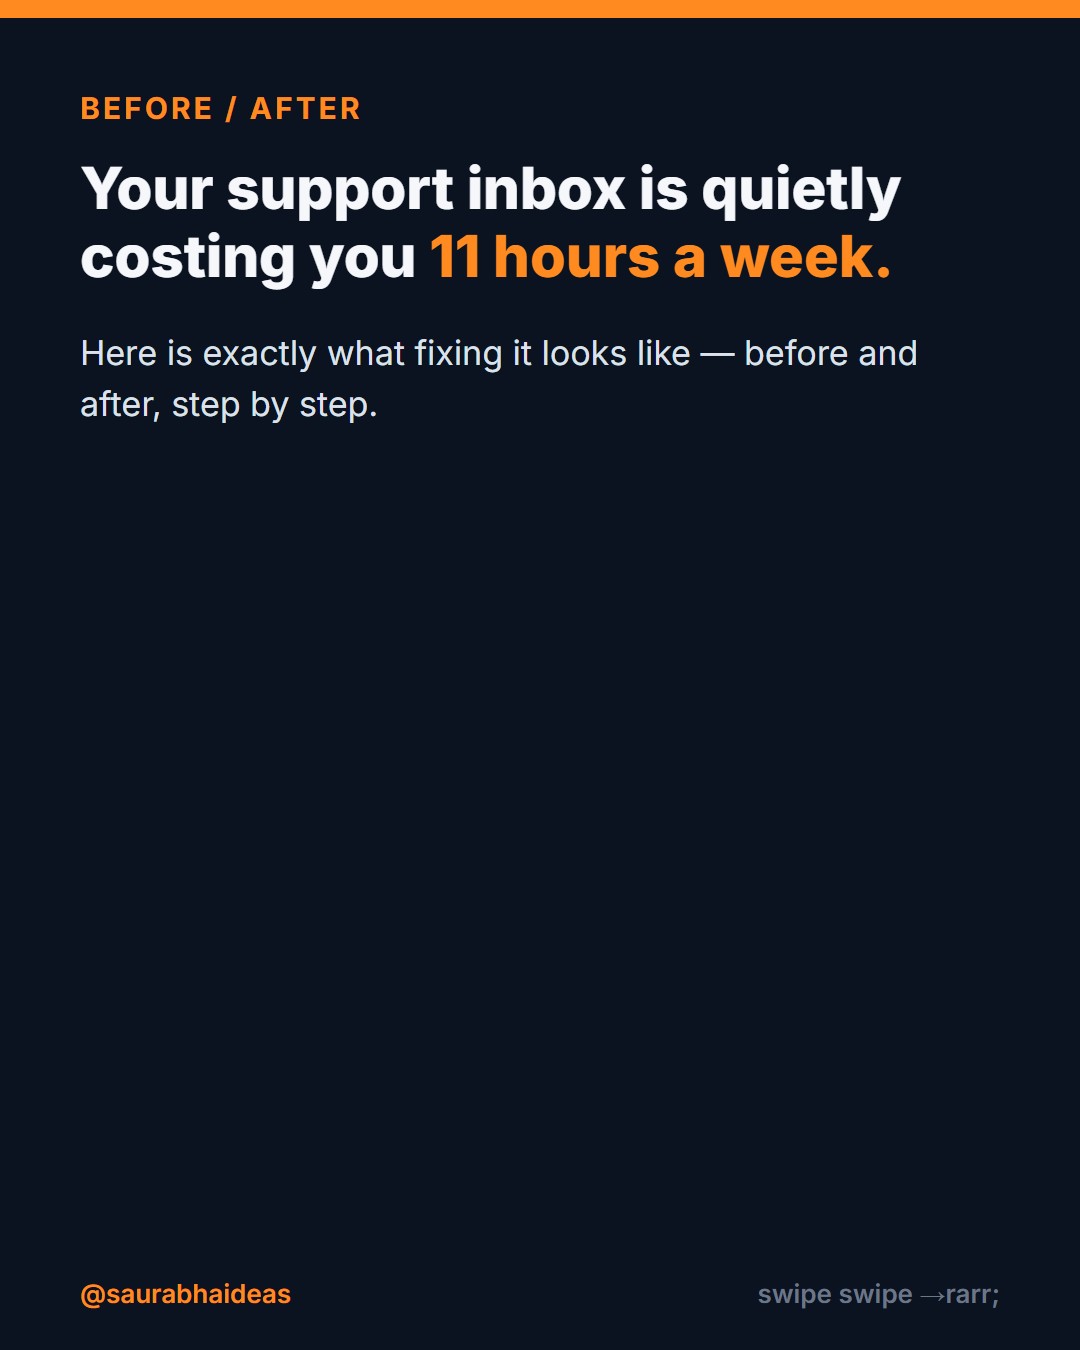 BEFORE / AFTER
Your support inbox is quietly
costing you 11 hours a week.
Here is exactly what fixing it looks like — before and
after, step by step.
@saurabhaideas
swipe swipe →rarr;